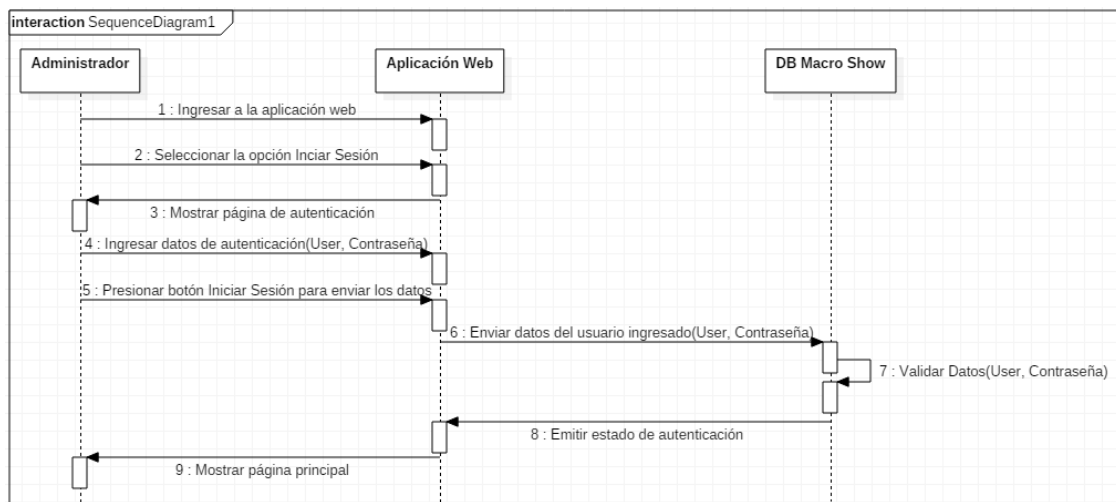 interaction SequenceDiagram1
Administrador
Aplicación Web
DB Macro Show
1 : Ingresar a la aplicación web
2 : Seleccionar la opción Inciar Sesión
3 : Mostrar página de autenticación
4 : Ingresar datos de autenticación(User, Contraseña)
5 : Presionar botón Iniciar Sesión para enviar los datos
6 : Enviar datos del usuario ingresado(User, Contraseña)
7 : Validar Datos(User, Contraseña)
8 : Emitir estado de autenticación
9 : Mostrar página principal